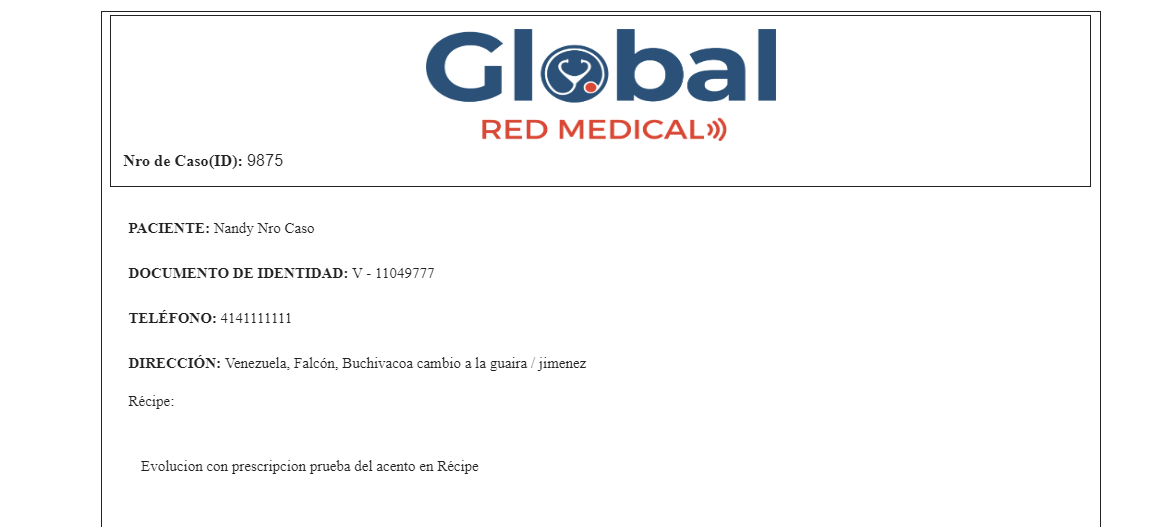 Global
RED MEDICAL
Nro de Caso(ID): 9875
PACIENTE: Nandy Nro Caso
DOCUMENTO DE IDENTIDAD: V - 11049777
TELÉFONO: 4141111111
DIRECCIÓN: Venezuela, Falcón, Buchivacoa cambio a la guaira / jimenez
Récipe:
Evolucion con prescripcion prueba del acento en Récipe